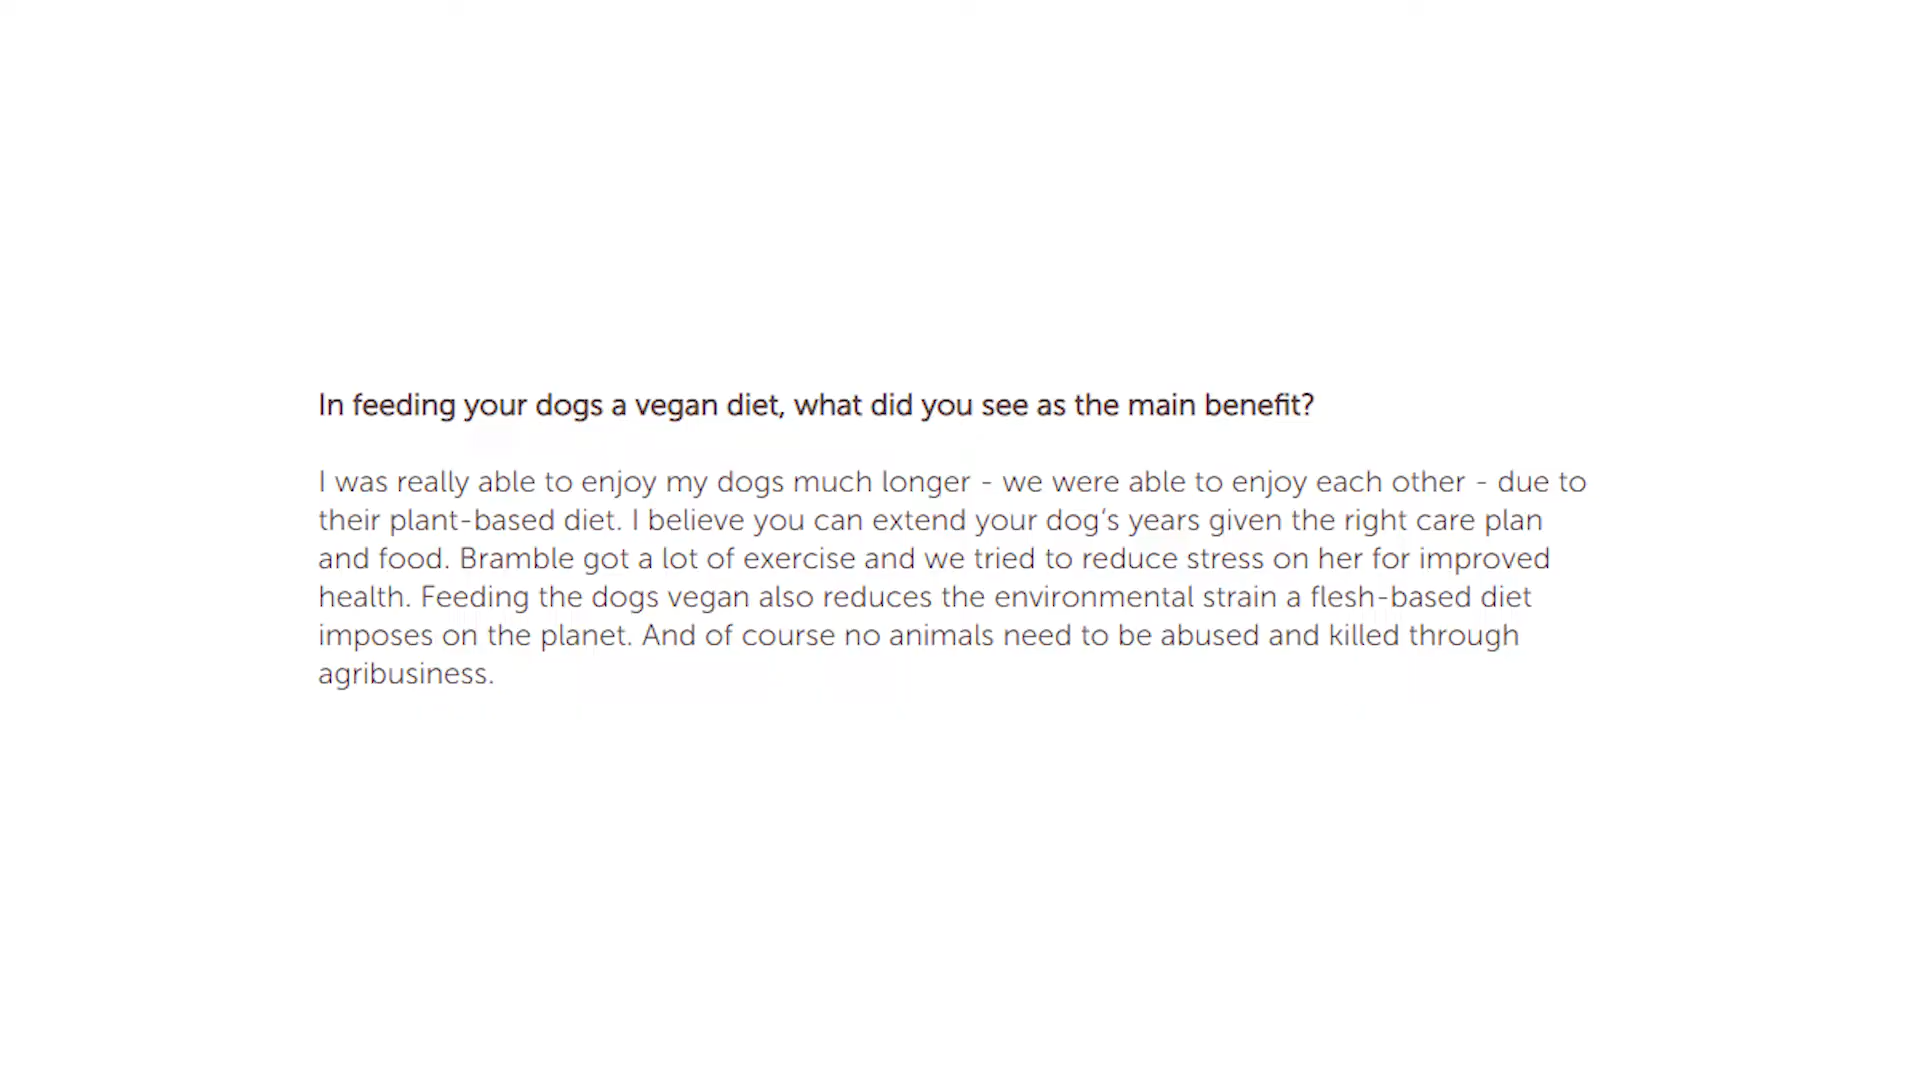 In feeding your dogs a vegan diet, what did you see as the main benefit?
I was really able to enjoy my dogs much longer - we were able to enjoy each other - due to
their plant-based diet. I believe you can extend your dog’s years given the right care plan
and food. Bramble got a lot of exercise and we tried to reduce stress on her for improved
health. Feeding the dogs vegan also reduces the environmental strain a flesh-based diet
imposes on the planet. And of course no animals need to be abused and killed through
agribusiness.